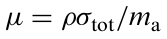 μ = ρσ_tot/m_a